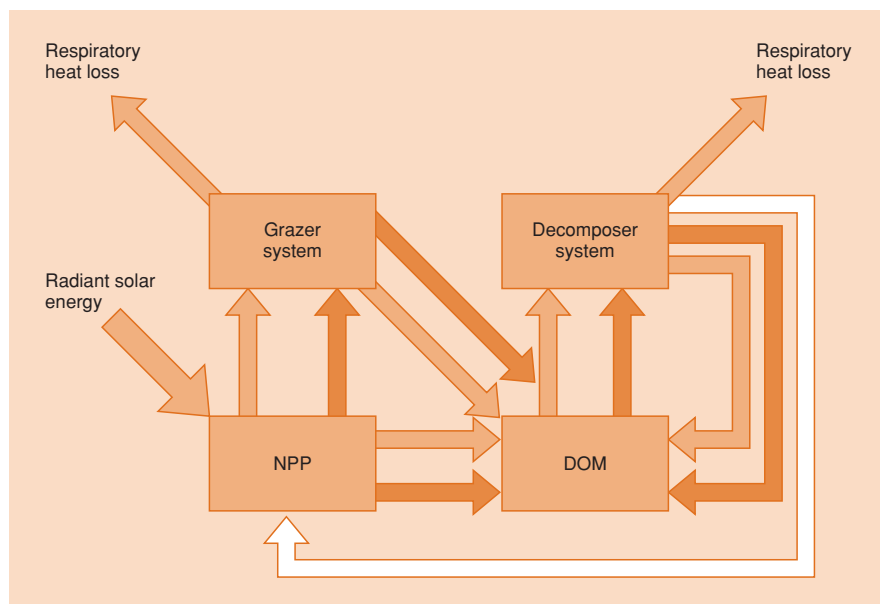 Respiratory
heat loss
Respiratory
heat loss
Grazer
system
Decomposer
system
Radiant solar
energy
NPP
DOM